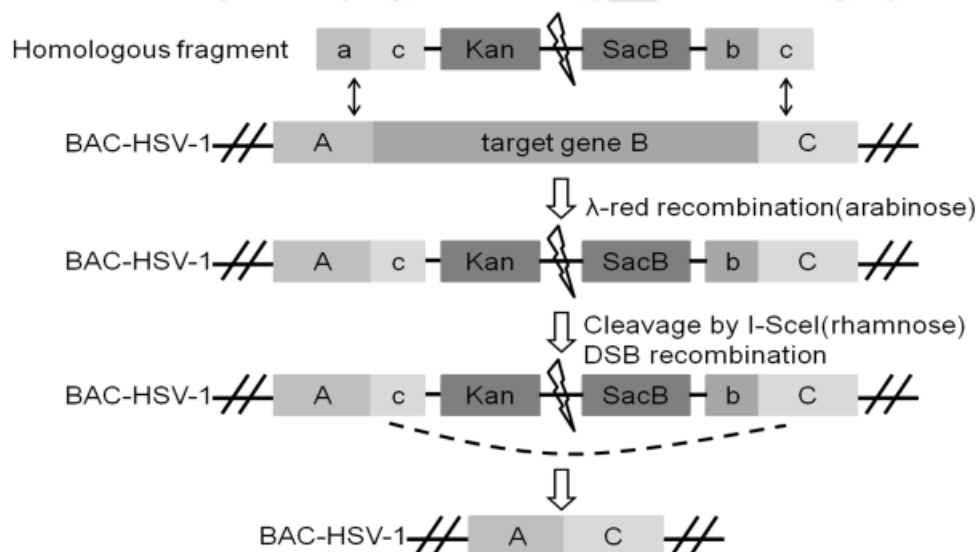 Homologous fragment a c Kan SacB b c
BAC-HSV-1 A target gene B C
λ-red recombination(arabinose)
BAC-HSV-1 A c Kan SacB b C
Cleavage by I-SceI(rhamnose)
DSB recombination
BAC-HSV-1 A c Kan SacB b C
BAC-HSV-1 A C